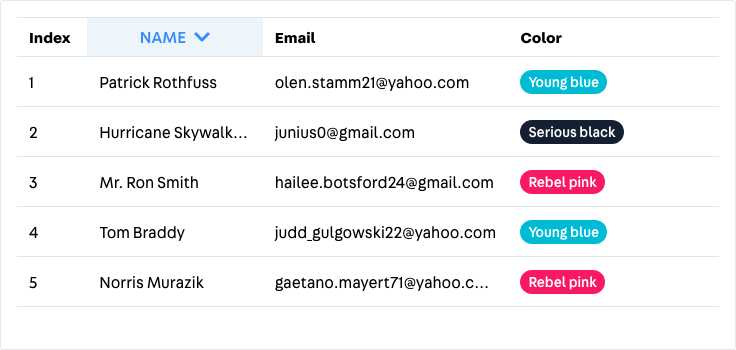 Index NAME Email Color
1 Patrick Rothfuss olen.stamm21@yahoo.com Young blue
2 Hurricane Skywalk... junius0@gmail.com Serious black
3 Mr. Ron Smith hailee.botsford24@gmail.com Rebel pink
4 Tom Braddy judd_gulgowski22@yahoo.com Young blue
5 Norris Murazik gaetano.mayert71@yahoo.c... Rebel pink